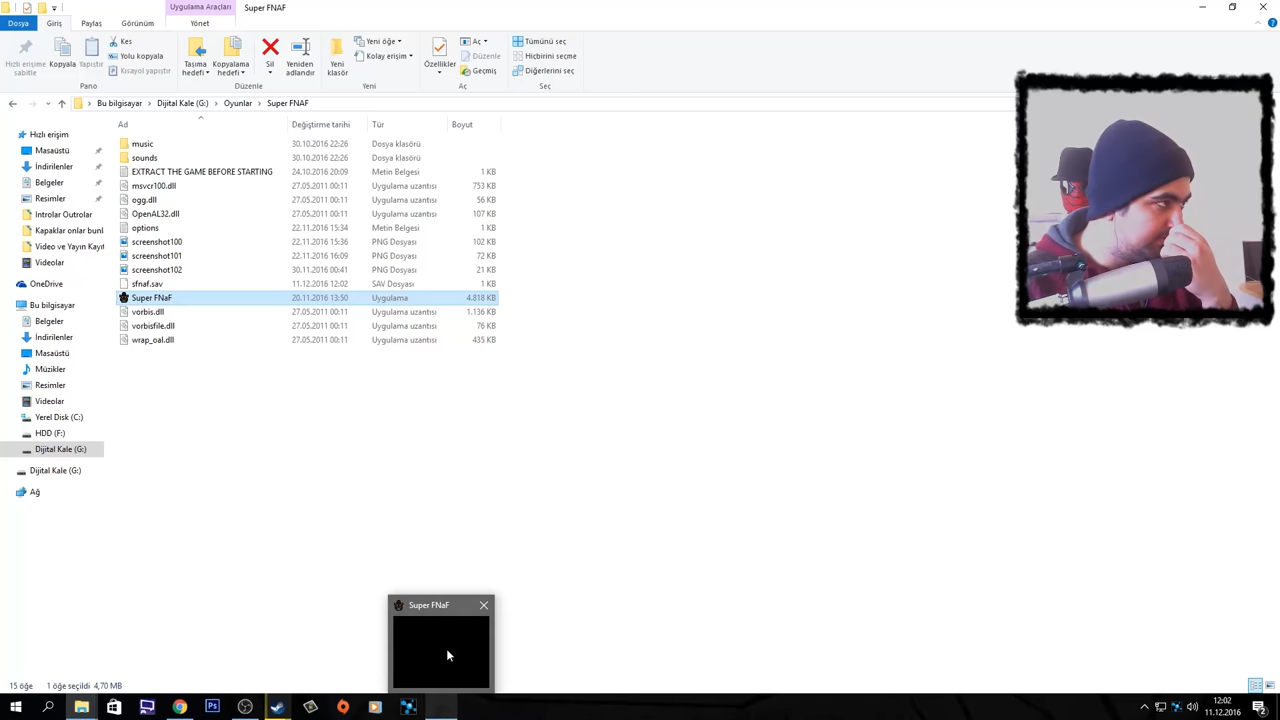 Uygulama Araçları
Super FNAF
Dosya
Giriş
Paylaş
Görünüm
Yönet
Hızlı erişime sabitle
Kopyala
Yapıştır
Kes
Yolu kopyala
Kısayol yapıştır
Taşıma hedefi
Kopyalama hedefi
Sil
Yeniden adlandır
Yeni klasör
Yeni öğe
Kolay erişim
Özellikler
Aç
Düzenle
Geçmiş
Tümünü seç
Hiçbirini seçme
Diğerlerini seç
Pano
Düzenle
Yeni
Aç
Seç
Bu bilgisayar
Dijital Kale (G:)
Oyunlar
Super FNAF
Ad
Değiştirme tarihi
Tür
Boyut
music 30.10.2016 22:26 Dosya klasörü
sounds 30.10.2016 22:26 Dosya klasörü
EXTRACT THE GAME BEFORE STARTING 24.10.2016 20:09 Metin Belgesi 1 KB
msvcr100.dll 27.05.2011 00:11 Uygulama uzantısı 753 KB
ogg.dll 27.05.2011 00:11 Uygulama uzantısı 56 KB
OpenAL32.dll 27.05.2011 00:11 Uygulama uzantısı 107 KB
options 22.11.2016 15:34 Metin Belgesi 1 KB
screenshot100 22.11.2016 15:36 PNG Dosyası 102 KB
screenshot101 22.11.2016 16:09 PNG Dosyası 72 KB
screenshot102 30.11.2016 00:41 PNG Dosyası 21 KB
sfnaf.sav 11.12.2016 12:02 SAV Dosyası 1 KB
Super FNaF 20.11.2016 13:50 Uygulama 4.818 KB
vorbis.dll 27.05.2011 00:11 Uygulama uzantısı 1.136 KB
vorbisfile.dll 27.05.2011 00:11 Uygulama uzantısı 76 KB
wrap_oal.dll 27.05.2011 00:11 Uygulama uzantısı 435 KB
Hızlı erişim
Masaüstü
İndirilenler
Belgeler
Resimler
Introlar Outrolar
Kapaklar onlar bunl
Video ve Yayın Kayıt
Videolar
OneDrive
Bu bilgisayar
Belgeler
İndirilenler
Masaüstü
Müzikler
Resimler
Videolar
Yerel Disk (C:)
HDD (F:)
Dijital Kale (G:)
Dijital Kale (G:)
Ağ
Super FNaF
15 öğe
1 öğe seçildi 4,70 MB
Ps
12:02
11.12.2016
2